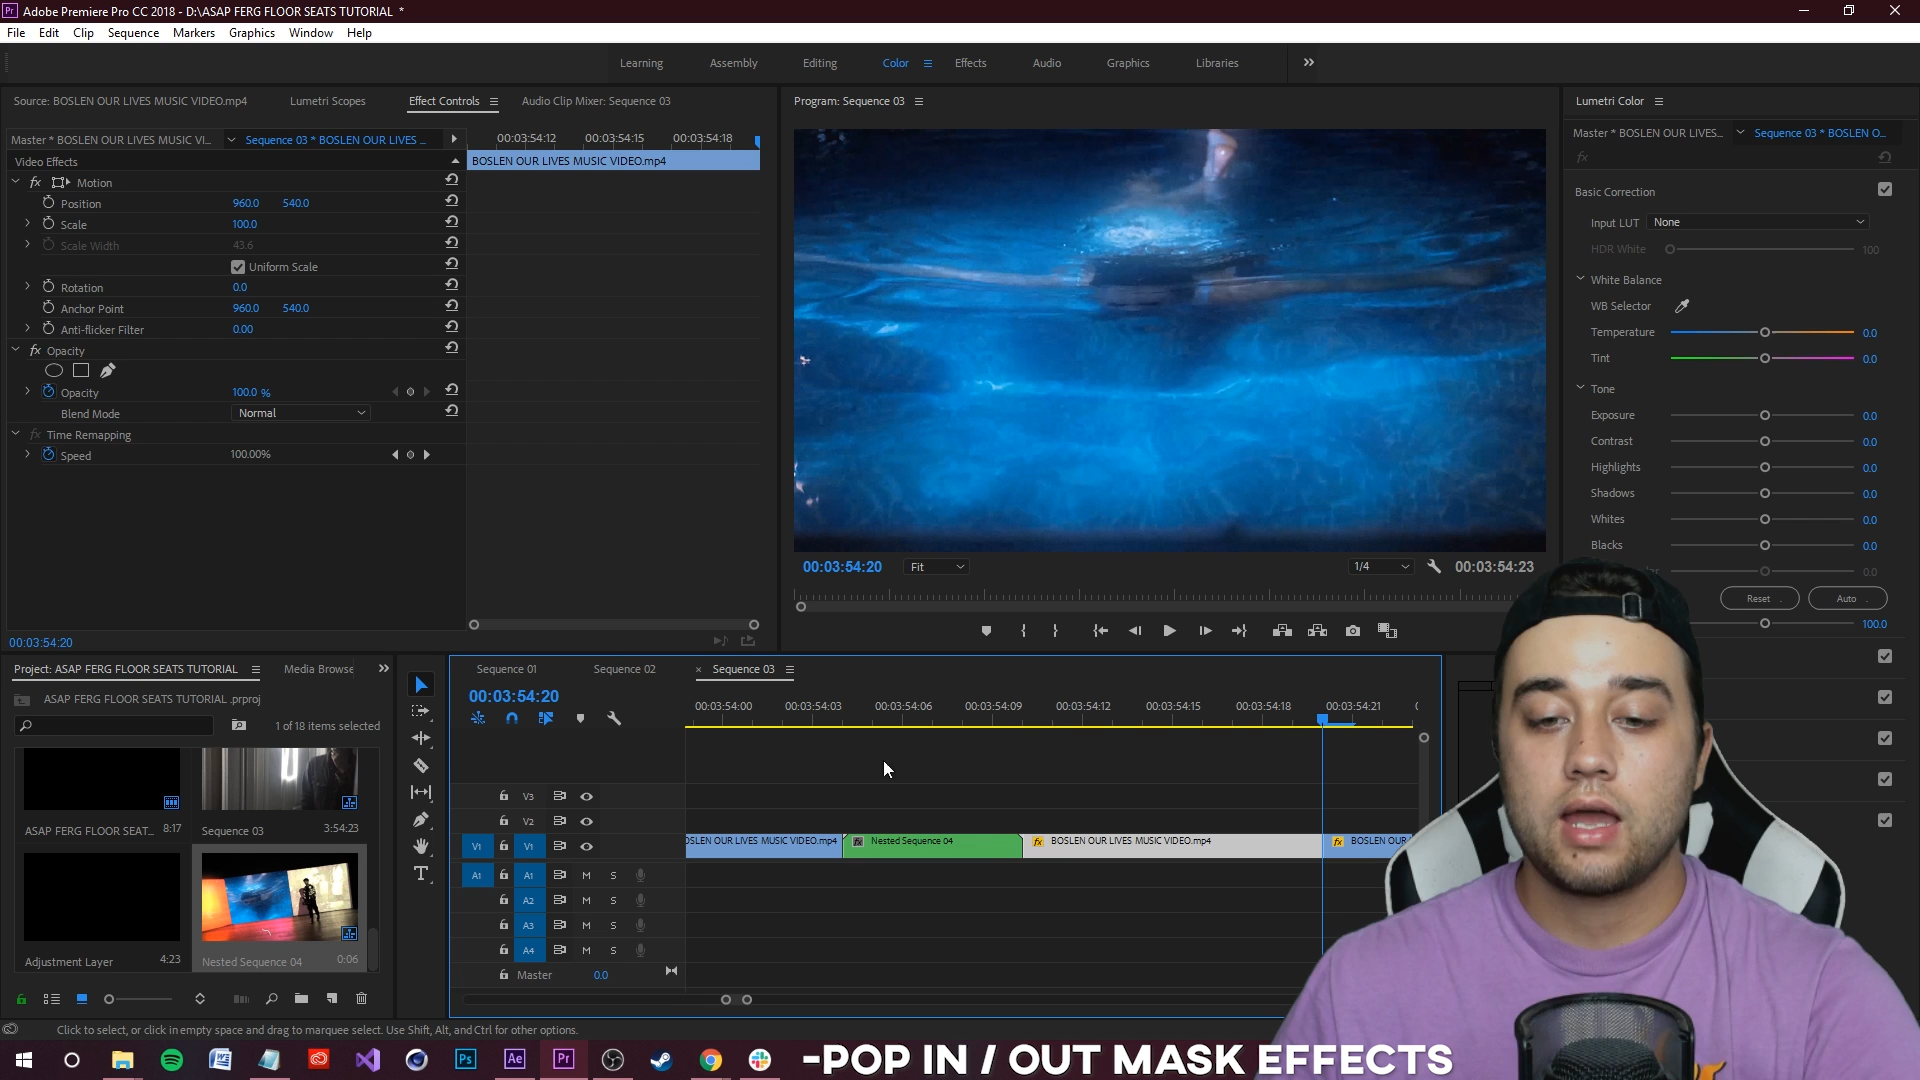 Adobe Premiere Pro CC 2018 - D:\ASAP FERG FLOOR SEATS TUTORIAL *
File Edit Clip Sequence Markers Graphics Window Help
Learning Assembly Editing Color Effects Audio Graphics Libraries
Source: BOSLEN OUR LIVES MUSIC VIDEO.mp4 Lumetri Scopes Effect Controls Audio Clip Mixer: Sequence 03
Program: Sequence 03
Lumetri Color
Master * BOSLEN OUR LIVES MUSIC VI... Sequence 03 * BOSLEN OUR LIVES ...
00:03:54:12 00:03:54:15 00:03:54:18
Master * BOSLEN OUR LIVES... Sequence 03 * BOSLEN O...
Video Effects
BOSLEN OUR LIVES MUSIC VIDEO.mp4
fx
fx Motion
Position 960.0 540.0
Scale 100.0
Scale Width 43.6
Uniform Scale
Rotation 0.0
Anchor Point 960.0 540.0
Anti-flicker Filter 0.00
fx Opacity
Opacity 100.0 %
Blend Mode Normal
fx Time Remapping
Speed 100.00%
00:03:54:20
Basic Correction
Input LUT None
HDR White 100
White Balance
WB Selector
Temperature 0.0
Tint 0.0
Tone
Exposure 0.0
Contrast 0.0
Highlights 0.0
Shadows 0.0
Whites 0.0
Blacks 0.0
0.0
Reset Auto
100.0
00:03:54:20 Fit 1/4 00:03:54:23
Project: ASAP FERG FLOOR SEATS TUTORIAL Media Browse
ASAP FERG FLOOR SEATS TUTORIAL .prproj
1 of 18 items selected
ASAP FERG FLOOR SEAT... 8:17
Sequence 03 3:54:23
Adjustment Layer 4:23
Nested Sequence 04 0:06
T
Sequence 01 Sequence 02 × Sequence 03
00:03:54:20
00:03:54:00 00:03:54:03 00:03:54:06 00:03:54:09 00:03:54:12 00:03:54:15 00:03:54:18 00:03:54:21
V3
V2
V1 V1
OSLEN OUR LIVES MUSIC VIDEO.mp4 fx Nested Sequence 04 fx BOSLEN OUR LIVES MUSIC VIDEO.mp4 fx BOSLEN OUR
A1 A1 M S
A2 M S
A3 M S
A4 M S
Master 0.0
Click to select, or click in empty space and drag to marquee select. Use Shift, Alt, and Ctrl for other options.
Ps Ae Pr
-POP IN / OUT MASK EFFECTS